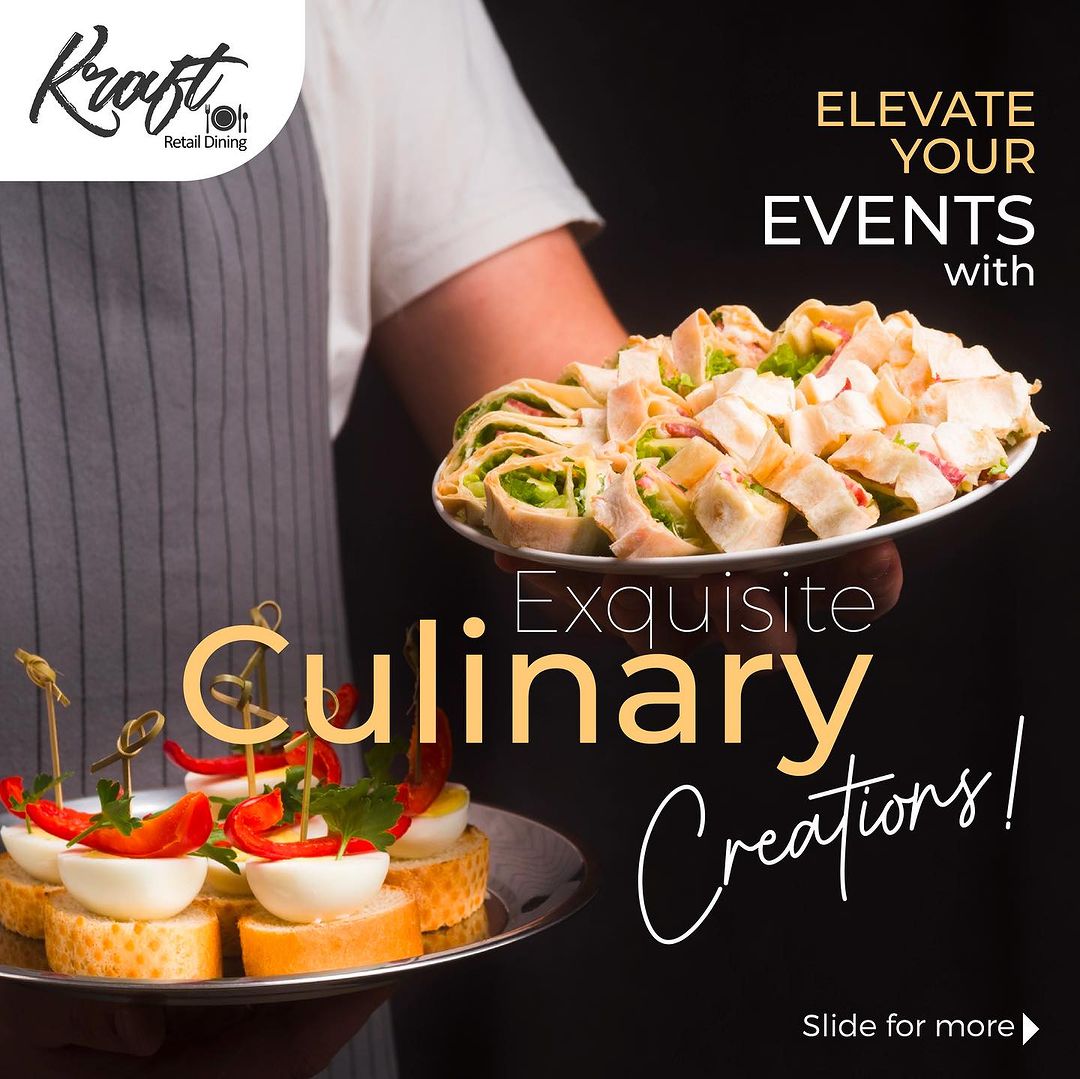 Kraft
Retail Dining
ELEVATE
YOUR
EVENTS
with
Exquisite
Culinary
Creations!
Slide for more